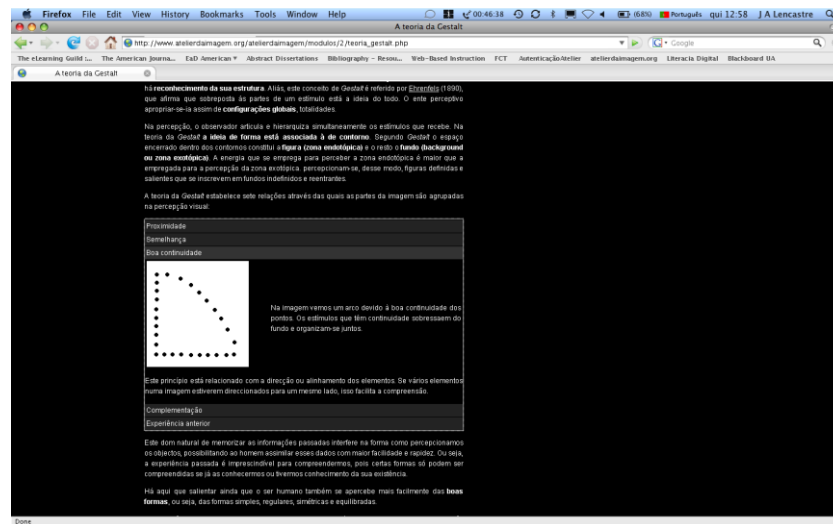 Firefox File Edit View History Bookmarks Tools Window Help 00:46:38 (68%) Português qui 12:58 J A Lencastre
A teoria da Gestalt
http://www.atelierdaimagem.org/atelierdaimagem/modulos/2/teoria_gestalt.php Google
The eLearning Guild :... The American Journa... EaD American Abstract Dissertations Bibliography – Resou... Web-Based Instruction FCT AutenticaçãoAtelier atelierdaimagem.org Literacia Digital Blackboard UA
A teoria da Gestalt
há reconhecimento da sua estrutura. Aliás, este conceito de Gestalt é referido por Ehrenfels (1890),
que afirma que sobreposta às partes de um estímulo está a ideia do todo. O ente perceptivo
apropriar-se-ia assim de configurações globais, totalidades.
Na percepção, o observador articula e hierarquiza simultaneamente os estímulos que recebe. Na
teoria da Gestalt a ideia de forma está associada à de contorno. Segundo Gestalt o espaço
encerrado dentro dos contornos constitui a figura (zona endotópica) e o resto o fundo (background
ou zona exotópica). A energia que se emprega para perceber a zona endotópica é maior que a
empregada para a percepção da zona exotópica. percepcionam-se, desse modo, figuras definidas e
salientes que se inscrevem em fundos indefinidos e reentrantes.
A teoria da Gestalt estabelece sete relações através das quais as partes da imagem são agrupadas
na percepção visual:
Proximidade
Semelhança
Boa continuidade
Na imagem vemos um arco devido à boa continuidade dos
pontos. Os estímulos que têm continuidade sobressaem do
fundo e organizam-se juntos.
Este princípio está relacionado com a direcção ou alinhamento dos elementos. Se vários elementos
numa imagem estiverem direccionados para um mesmo lado, isso facilita a compreensão.
Complementação
Experiência anterior
Este dom natural de memorizar as informações passadas interfere na forma como percepcionamos
os objectos, possibilitando ao homem assimilar esses dados com maior facilidade e rapidez. Ou seja,
a experiência passada é imprescindível para compreendermos, pois certas formas só podem ser
compreendidas se já as conhecermos ou tivermos conhecimento da sua existência.
Há aqui que salientar ainda que o ser humano também se apercebe mais facilmente das boas
formas, ou seja, das formas simples, regulares, simétricas e equilibradas.
Done